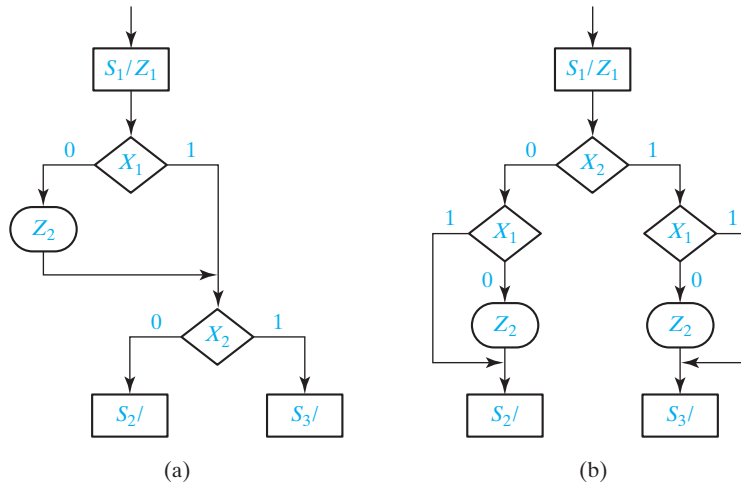 S₁/Z₁
0 X₁ 1
Z₂
0 X₂ 1
S₂/ S₃/
(a)
S₁/Z₁
0 X₂ 1
1 X₁ X₁ 1
0 0
Z₂ Z₂
S₂/ S₃/
(b)